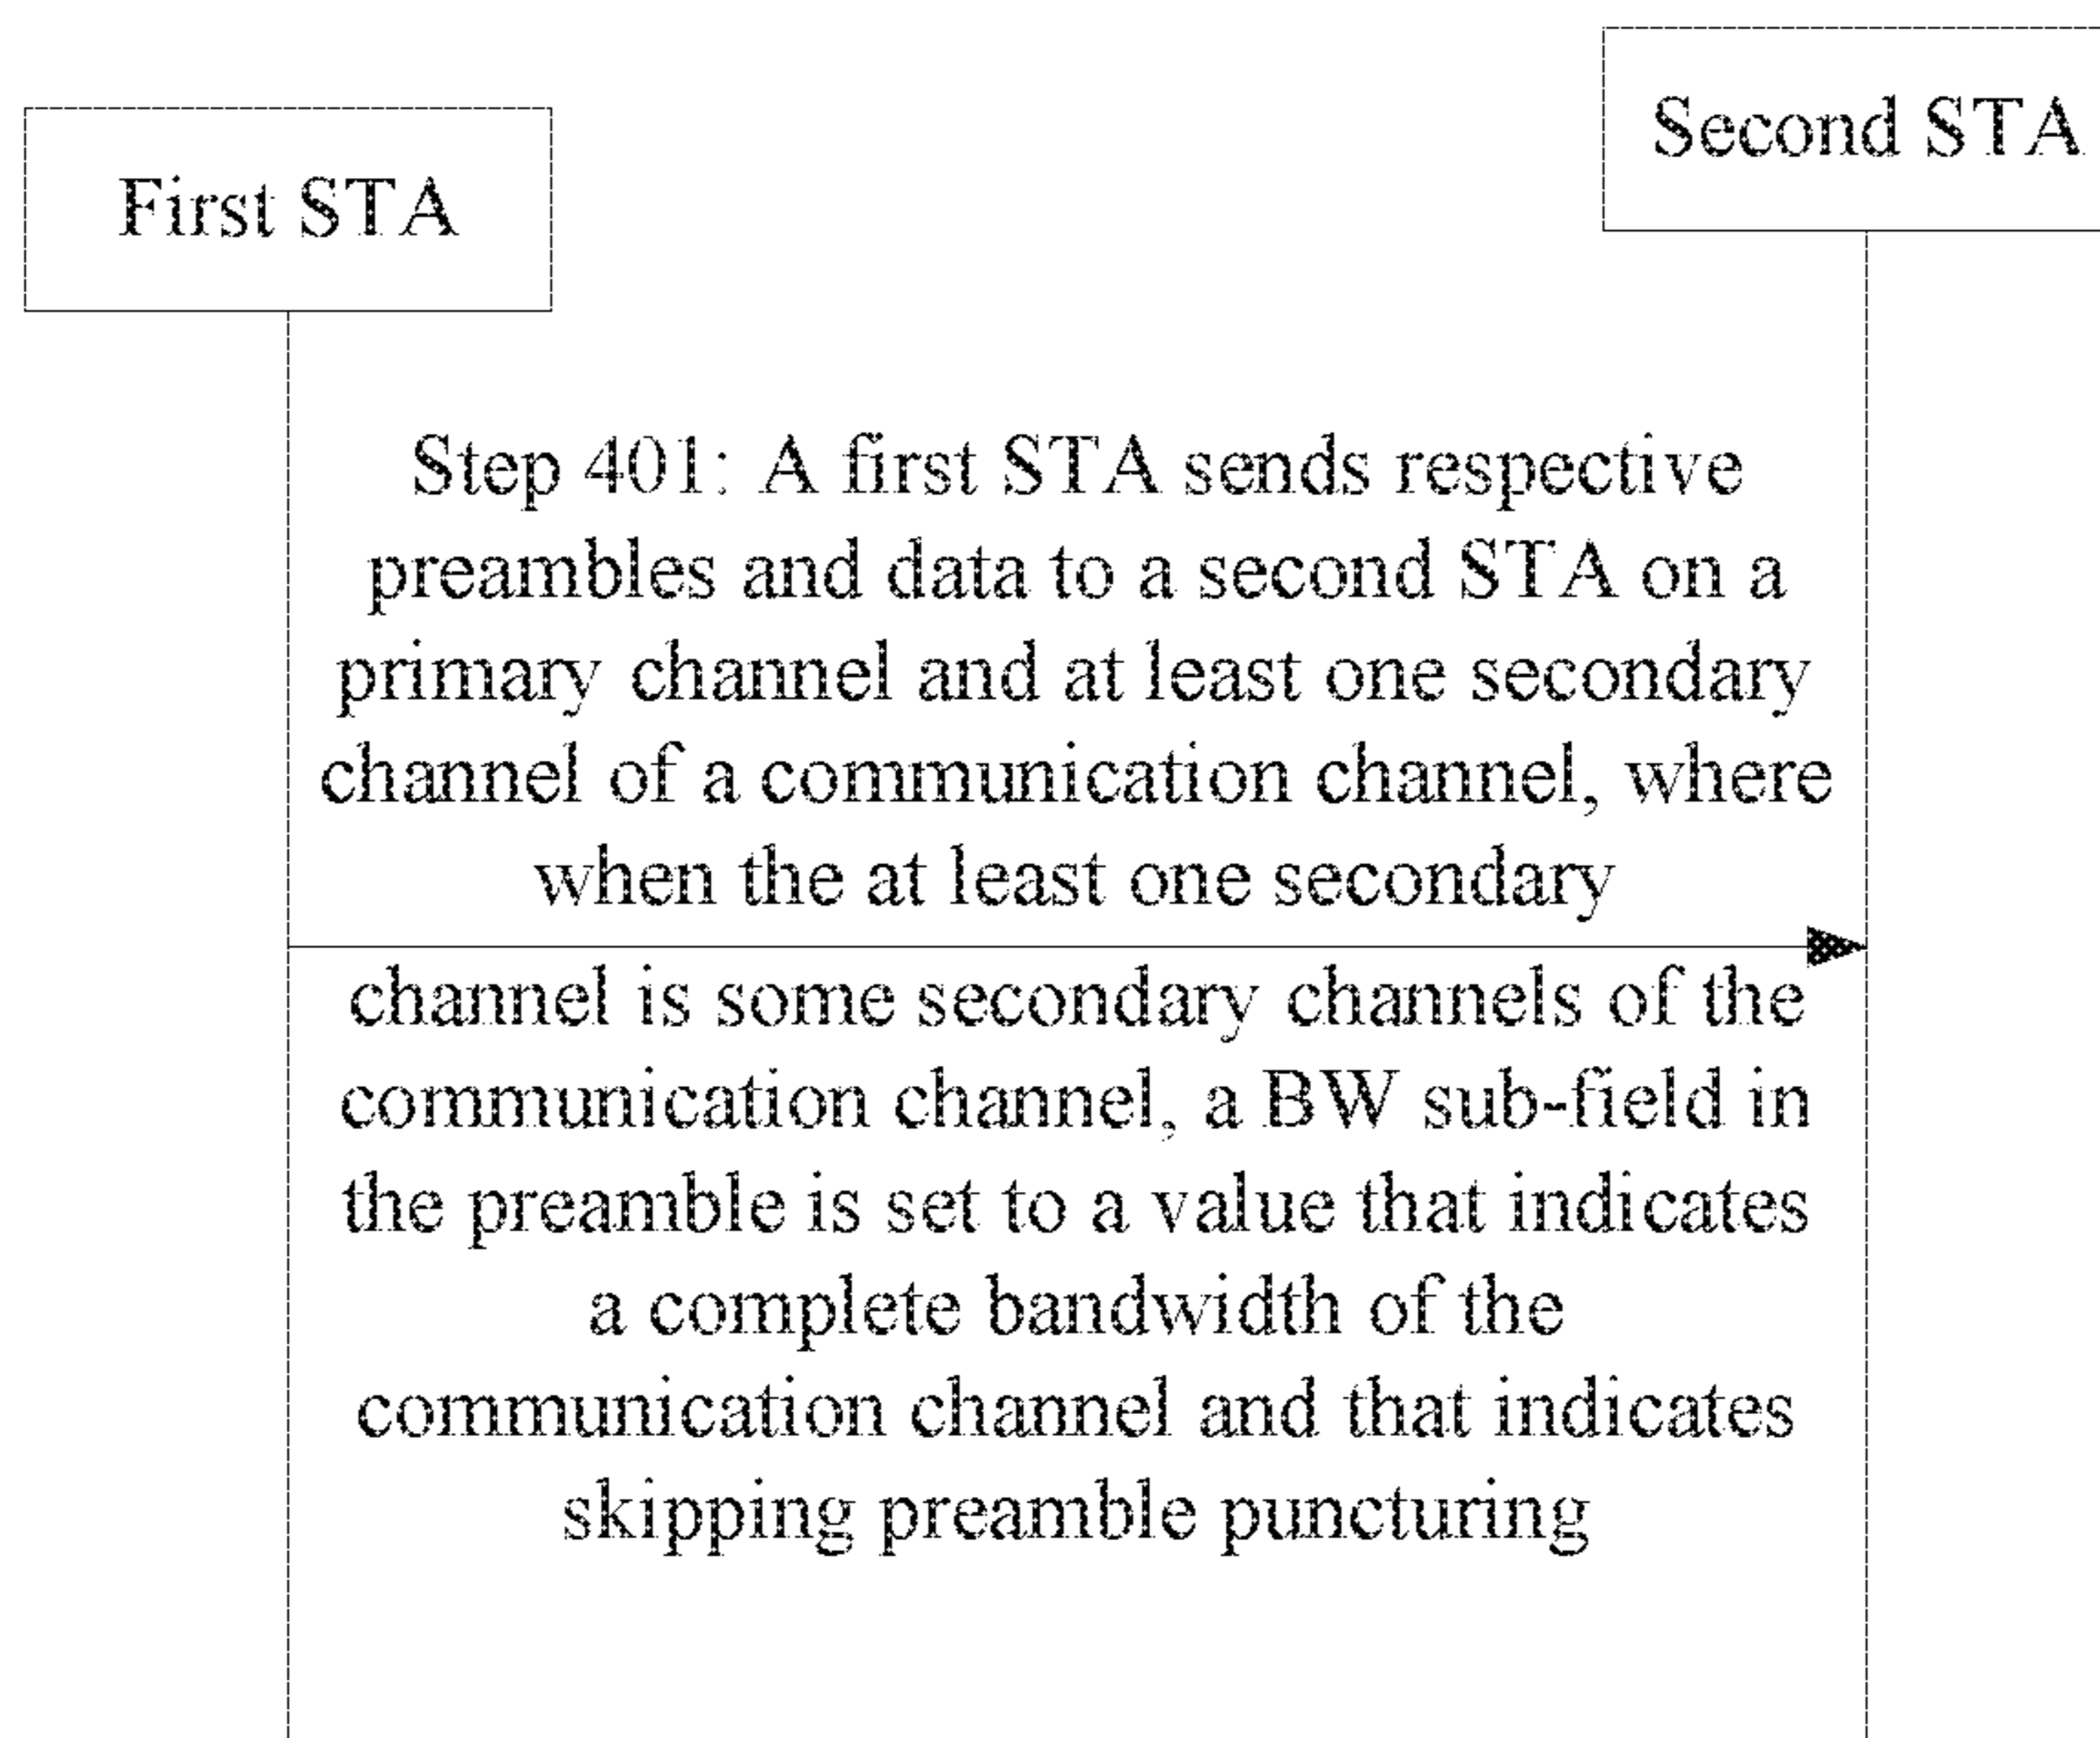 First STA
Second STA
Step 401: A first STA sends respective
preambles and data to a second STA on a
primary channel and at least one secondary
channel of a communication channel, where
when the at least one secondary
channel is some secondary channels of the
communication channel, a BW sub-field in
the preamble is set to a value that indicates
a complete bandwidth of the
communication channel and that indicates
skipping preamble puncturing